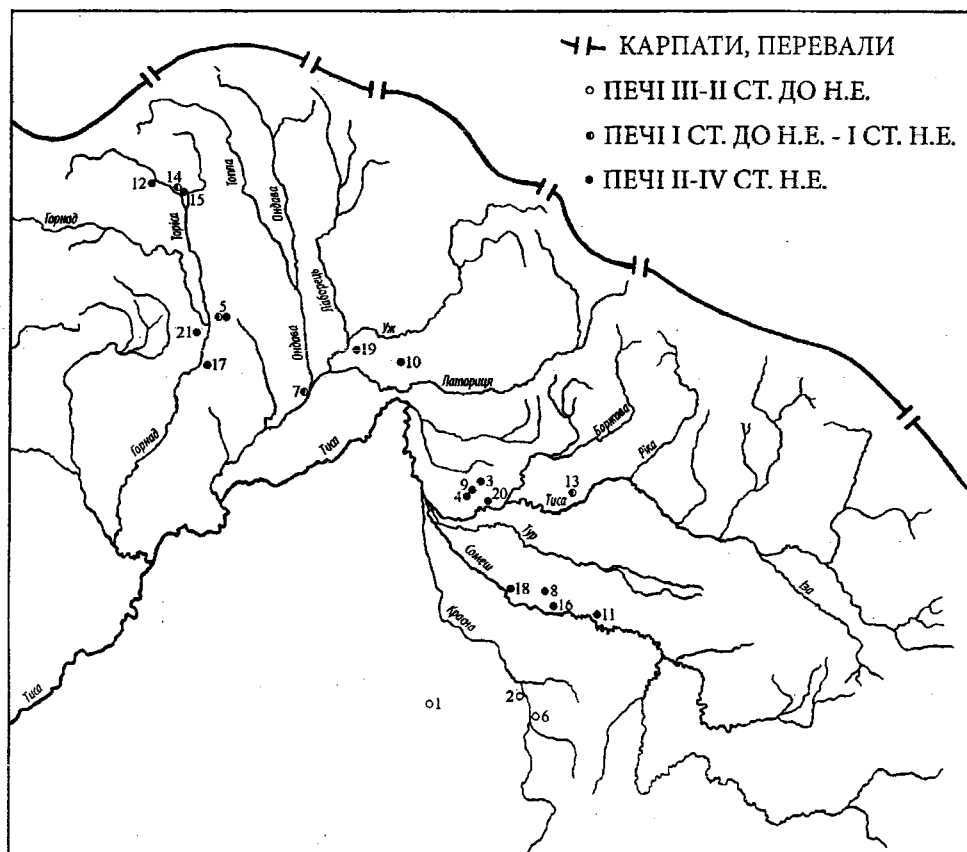 КАРПАТИ, ПЕРЕВАЛИ
ПЕЧІ III-II СТ. ДО Н.Е.
ПЕЧІ I СТ. ДО Н.Е. - I СТ. Н.Е.
ПЕЧІ II-IV СТ. Н.Е.
12
14
15
Торіса
Горнад
Топла
Ондава
Лаборець
Уж
5
21
17
Ондава
19
10
7
Латориця
Горнад
Тиса
Боржава
Ріка
3
9
4
20
13
Тиса
Тур
Сомеш
18
8
16
11
Іза
Красна
Тиса
1
2
6